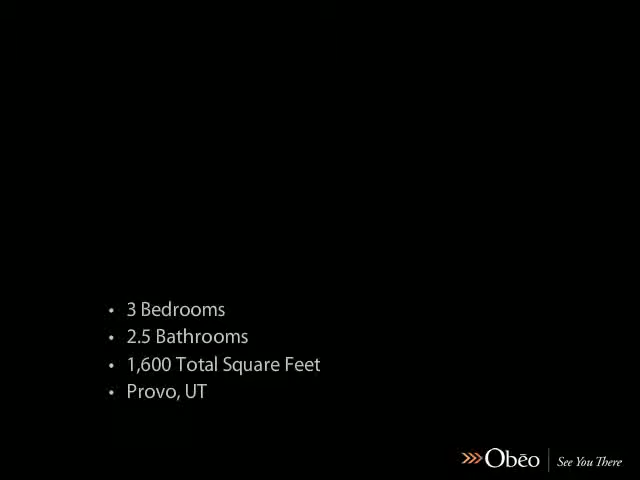 • 3 Bedrooms
• 2.5 Bathrooms
• 1,600 Total Square Feet
• Provo, UT
Obēo | See You There